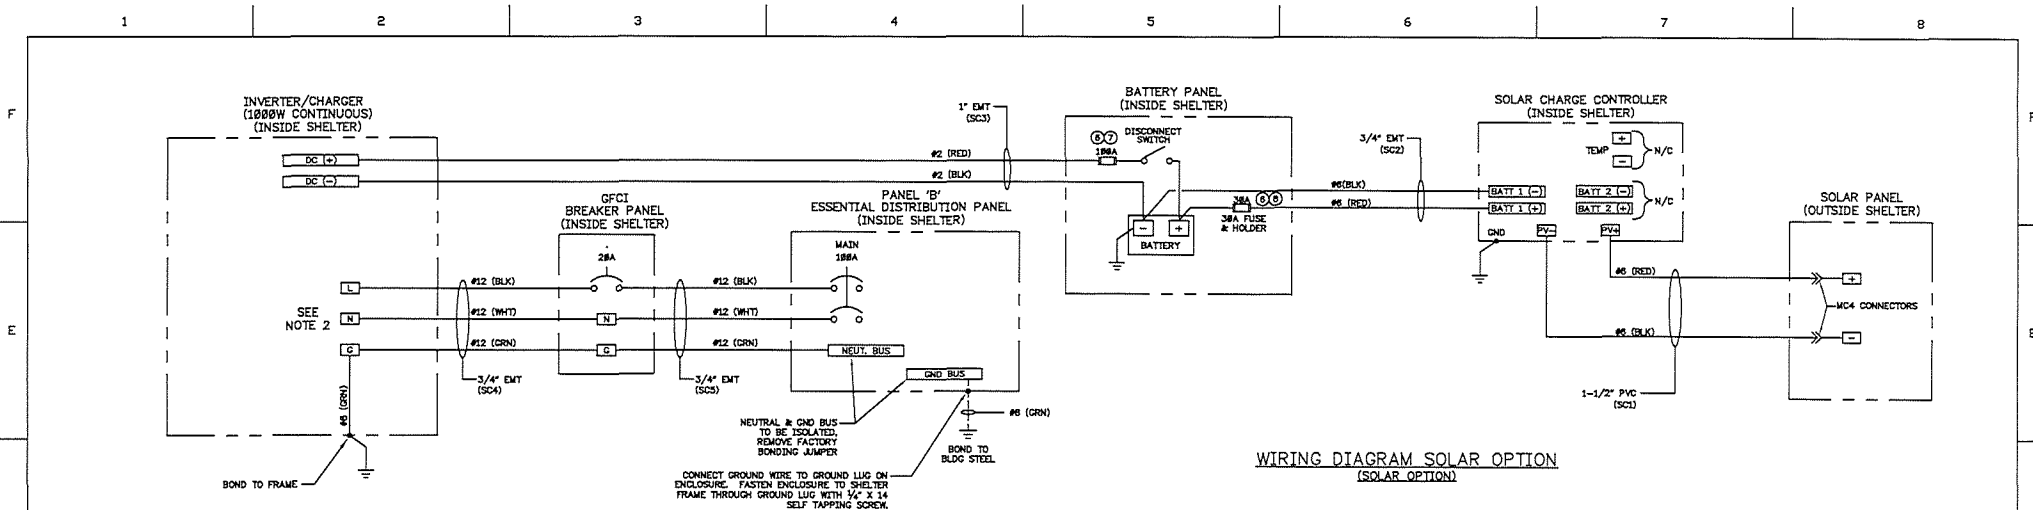 1 2 3 4 5 6 7 8
F
F
E
E
INVERTER/CHARGER
(1000W CONTINUOUS)
(INSIDE SHELTER)
DC (+)
DC (-)
#2 (RED)
#2 (BLK)
1" EMT
(SC3)
BATTERY PANEL
(INSIDE SHELTER)
DISCONNECT
SWITCH
6 7
100A
30A
6 8
30A FUSE
& HOLDER
- +
BATTERY
3/4" EMT
(SC2)
#6(BLK)
#6 (RED)
SOLAR CHARGE CONTROLLER
(INSIDE SHELTER)
+
TEMP
-
N/C
BATT 1 (-)
BATT 2 (-)
BATT 1 (+)
BATT 2 (+)
N/C
GND
PV-
PV+
SOLAR PANEL
(OUTSIDE SHELTER)
#6 (RED)
+
MC4 CONNECTORS
#6 (BLK)
-
1-1/2" PVC
(SC1)
GFCI
BREAKER PANEL
(INSIDE SHELTER)
20A
PANEL 'B'
ESSENTIAL DISTRIBUTION PANEL
(INSIDE SHELTER)
MAIN
100A
SEE
NOTE 2
L
#12 (BLK)
#12 (BLK)
N
#12 (WHT)
N
#12 (WHT)
G
#12 (GRN)
G
#12 (GRN)
NEUT. BUS
GND BUS
3/4" EMT
(SC4)
3/4" EMT
(SC5)
#6 (GRN)
#6 (GRN)
NEUTRAL & GND BUS
TO BE ISOLATED,
REMOVE FACTORY
BONDING JUMPER
BOND TO
BLDG STEEL
BOND TO FRAME
CONNECT GROUND WIRE TO GROUND LUG ON
ENCLOSURE. FASTEN ENCLOSURE TO SHELTER
FRAME THROUGH GROUND LUG WITH 1/4" X 14
SELF TAPPING SCREW.
WIRING DIAGRAM SOLAR OPTION
(SOLAR OPTION)